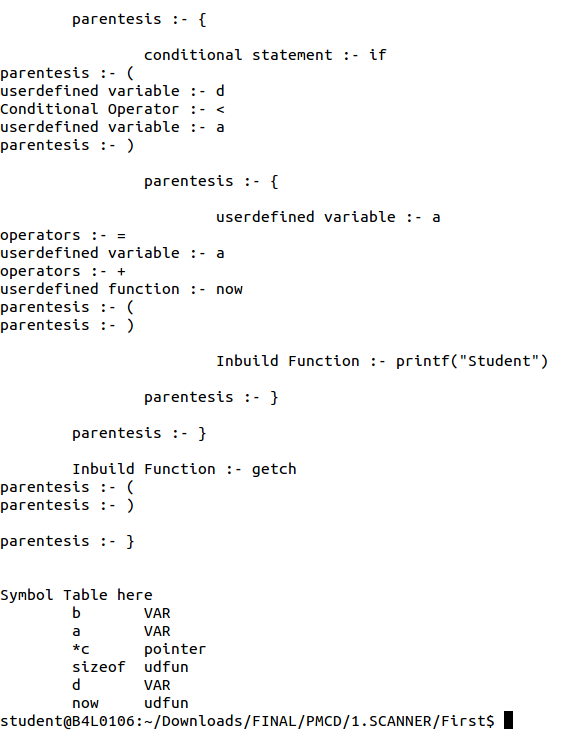 parentesis :- {
conditional statement :- if
parentesis :- (
userdefined variable :- d
Conditional Operator :- <
userdefined variable :- a
parentesis :- )
parentesis :- {
userdefined variable :- a
operators :- =
userdefined variable :- a
operators :- +
userdefined function :- now
parentesis :- (
parentesis :- )
Inbuild Function :- printf("Student")
parentesis :- }
parentesis :- }
Inbuild Function :- getch
parentesis :- (
parentesis :- )
parentesis :- }
Symbol Table here
b VAR
a VAR
*c pointer
sizeof udfun
d VAR
now udfun
student@B4L0106:~/Downloads/FINAL/PMCD/1.SCANNER/First$